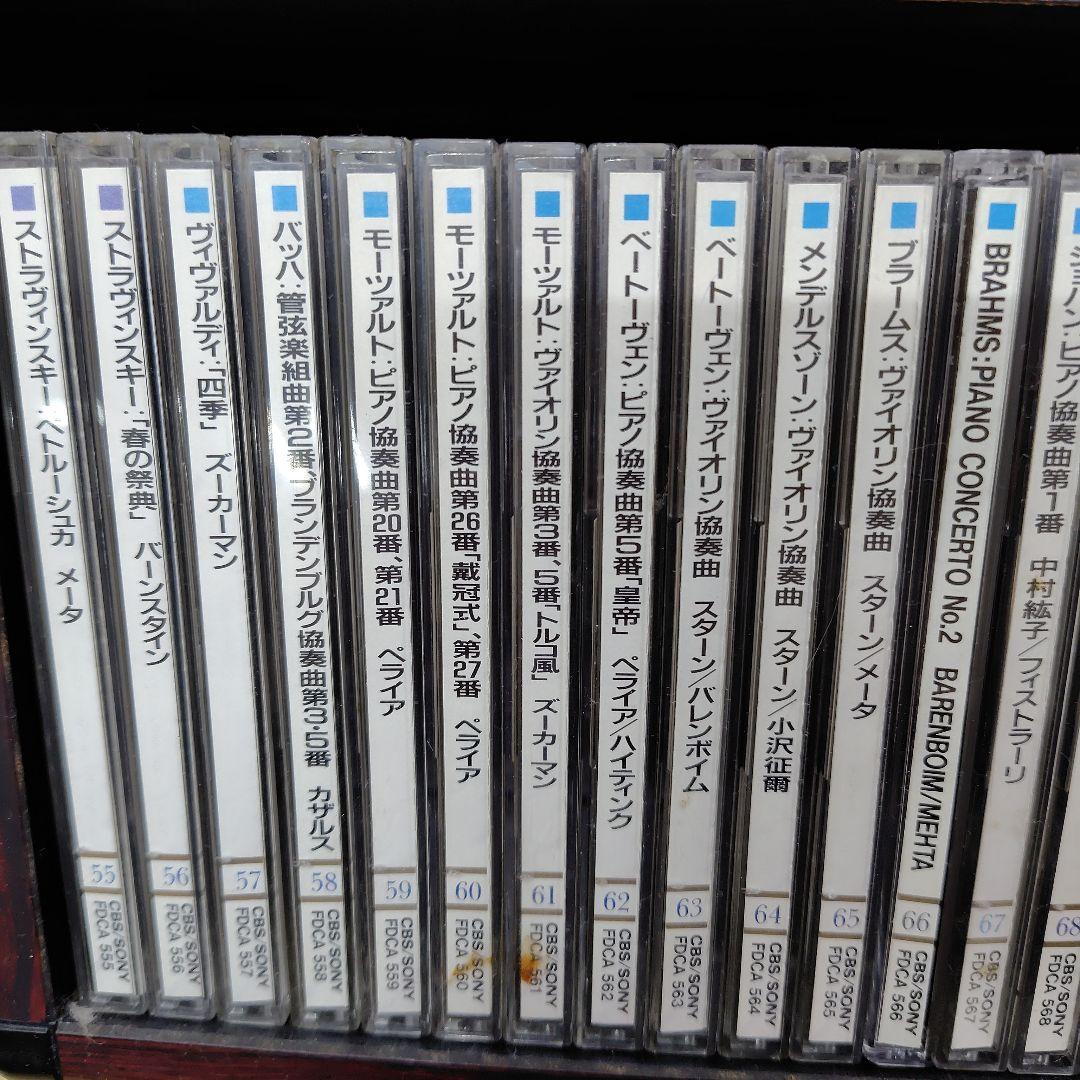 ストラヴィンスキー:ペトルーシュカ メータ
55
CBS/SONY
FDCA 555
ストラヴィンスキー:「春の祭典」 バーンスタイン
56
CBS/SONY
FDCA 556
ヴィヴァルディ:「四季」 ズーカーマン
57
CBS/SONY
FDCA 557
バッハ:管弦楽組曲第2番、ブランデンブルグ協奏曲第3・5番 カザルス
58
CBS/SONY
FDCA 558
モーツァルト:ピアノ協奏曲第20番、第21番 ペライア
59
CBS/SONY
FDCA 559
モーツァルト:ピアノ協奏曲第26番「戴冠式」、第27番 ペライア
60
CBS/SONY
FDCA 560
モーツァルト:ヴァイオリン協奏曲第3番、5番「トルコ風」 ズーカーマン
61
CBS/SONY
FDCA 561
ベートーヴェン:ピアノ協奏曲第5番「皇帝」 ペライア/ハイティンク
62
CBS/SONY
FDCA 562
ベートーヴェン:ヴァイオリン協奏曲 スターン/バレンボイム
63
CBS/SONY
FDCA 563
メンデルスゾーン:ヴァイオリン協奏曲 スターン/小沢征爾
64
CBS/SONY
FDCA 564
ブラームス:ヴァイオリン協奏曲 スターン/メータ
65
CBS/SONY
FDCA 565
BRAHMS:PIANO CONCERTO No.2 BARENBOIM/MEHTA
66
CBS/SONY
FDCA 566
ショパン:ピアノ協奏曲第1番 中村紘子/フィストラーリ
67
CBS/SONY
FDCA 567
68
CBS/SONY
FDCA 568